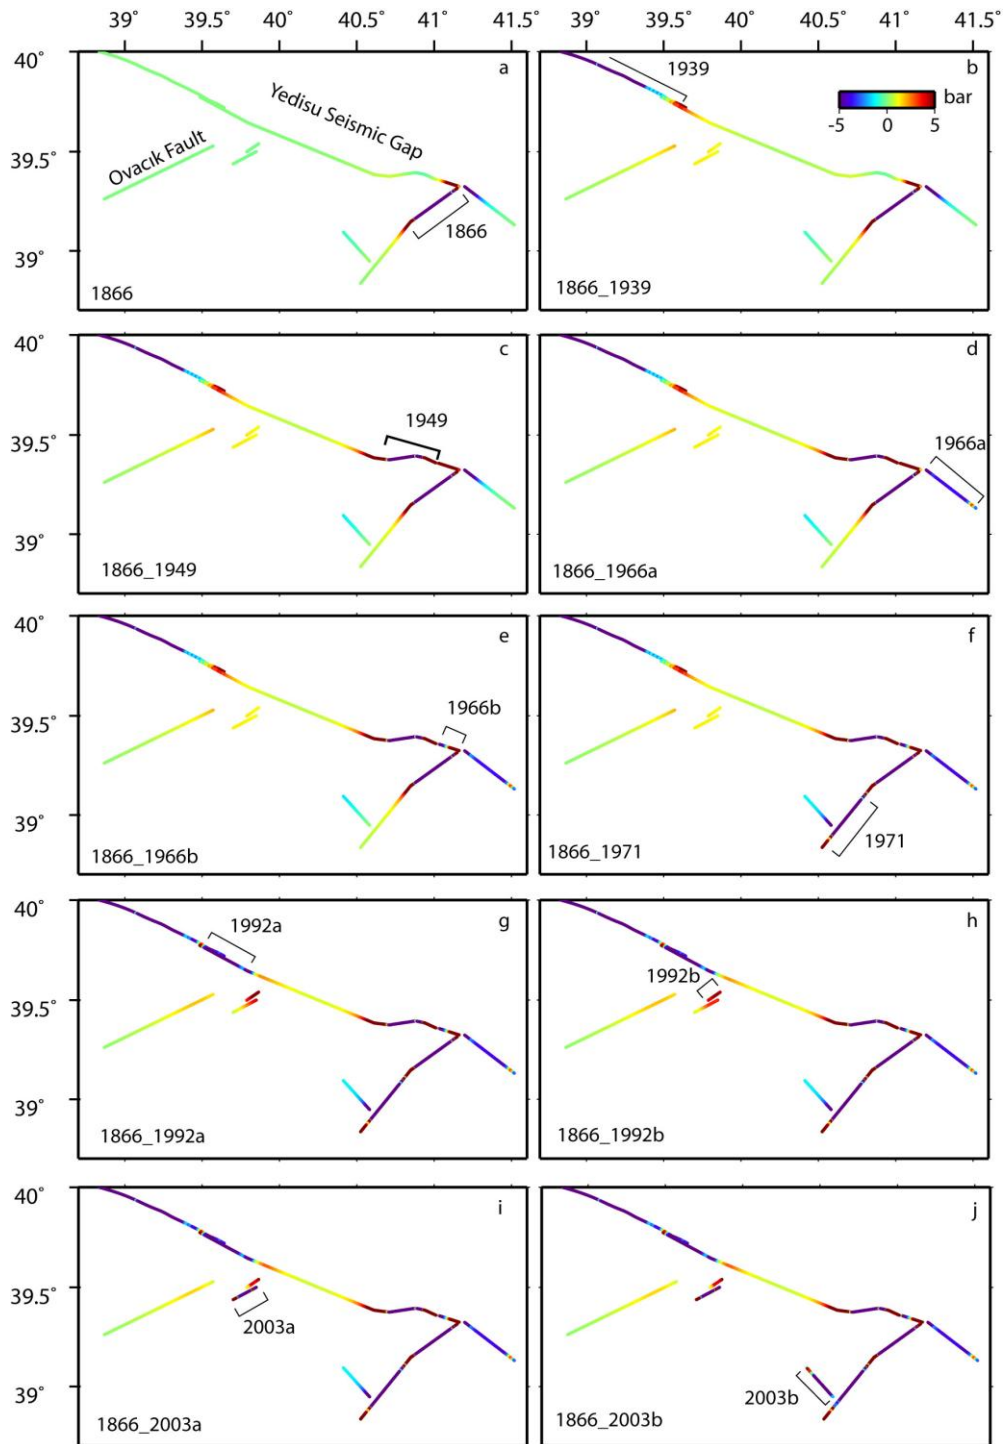 39° 39.5° 40° 40.5° 41° 41.5° 39° 39.5° 40° 40.5° 41° 41.5°
40°
39.5°
39°
a
Yedisu Seismic Gap
Ovacık Fault
1866
1866
b
1939
bar
-5 0 5
1866_1939
40°
39.5°
39°
c
1949
1866_1949
d
1966a
1866_1966a
40°
39.5°
39°
e
1966b
1866_1966b
f
1971
1866_1971
40°
39.5°
39°
g
1992a
1866_1992a
h
1992b
1866_1992b
40°
39.5°
39°
i
2003a
1866_2003a
j
2003b
1866_2003b